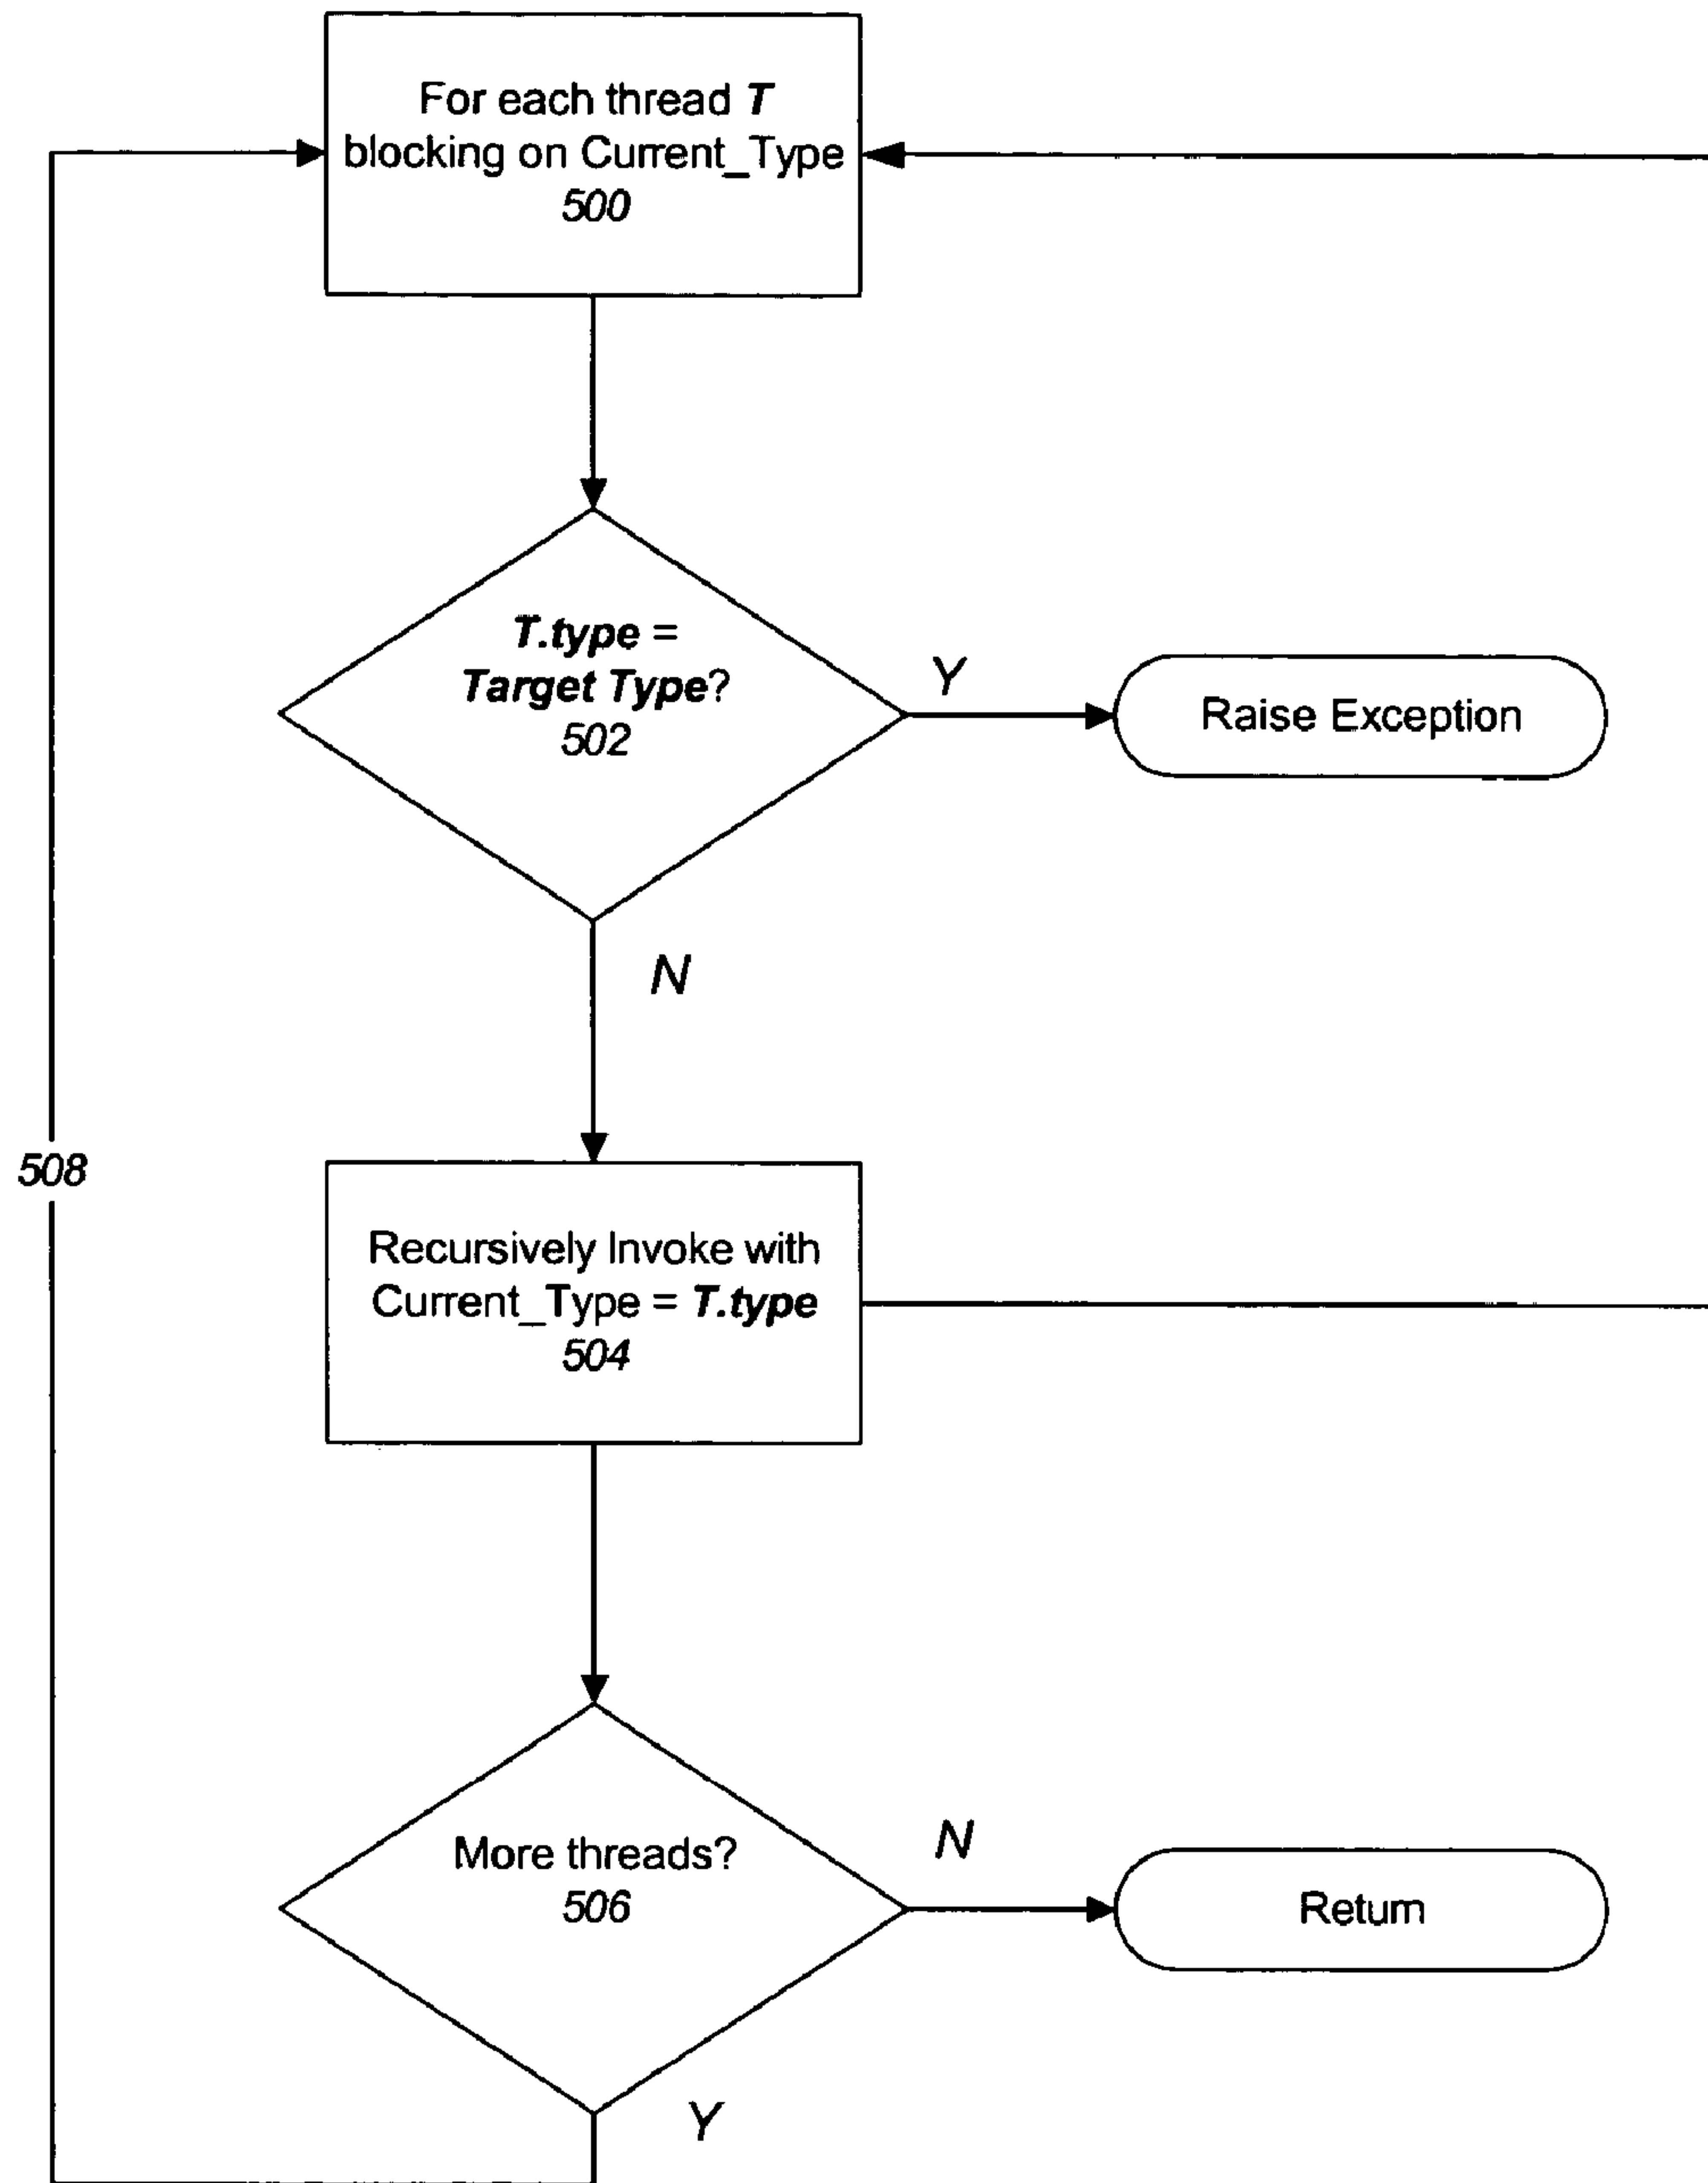 For each thread T
blocking on Current_Type
500
T.type =
Target Type?
502
Y
Raise Exception
N
508
Recursively Invoke with
Current_Type = T.type
504
More threads?
506
N
Return
Y